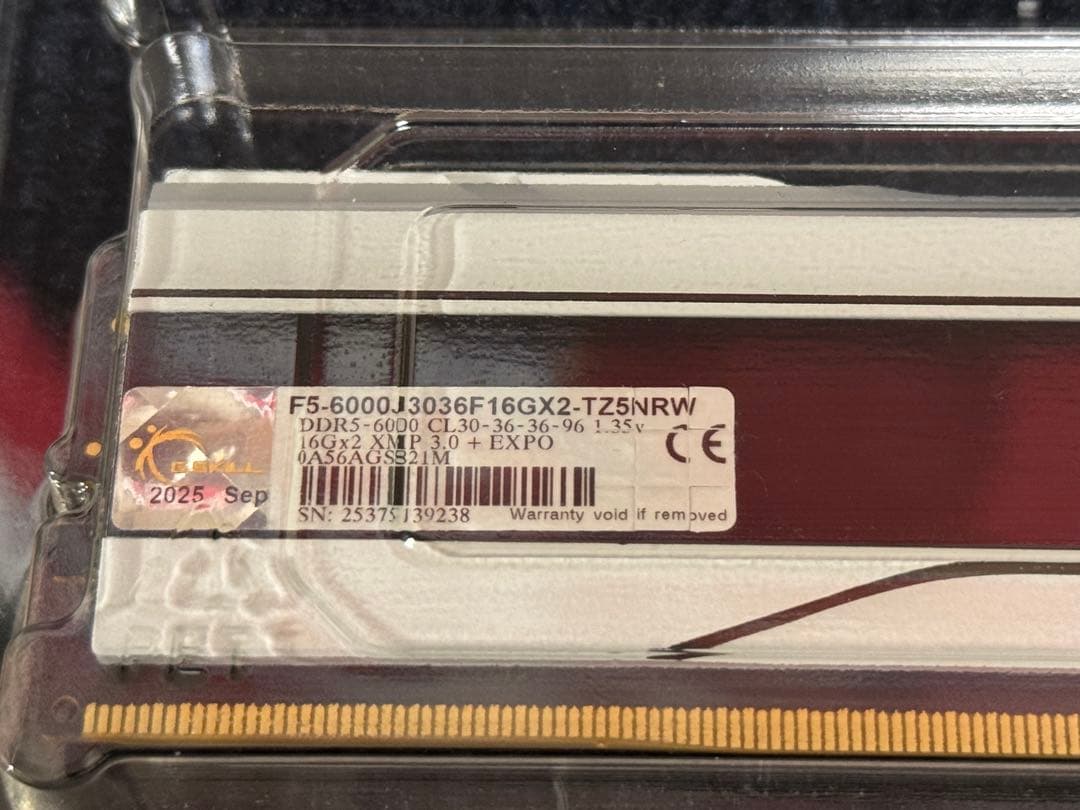 F5-6000J3036F16GX2-TZ5NRW
DDR5-6000 CL30-36-36-96 1.35v
16Gx2 XMP 3.0 + EXPO
0A56AGS821M
CE
G.SKILL
2025 Sep
SN: 25375139238
Warranty void if removed
PET